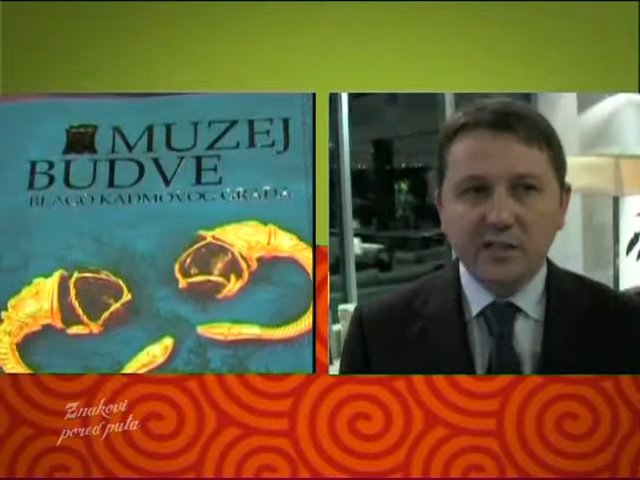 MUZEJ
BUDVE
BLAGO KADMOVOG GRADA
Znakovi
pored puta